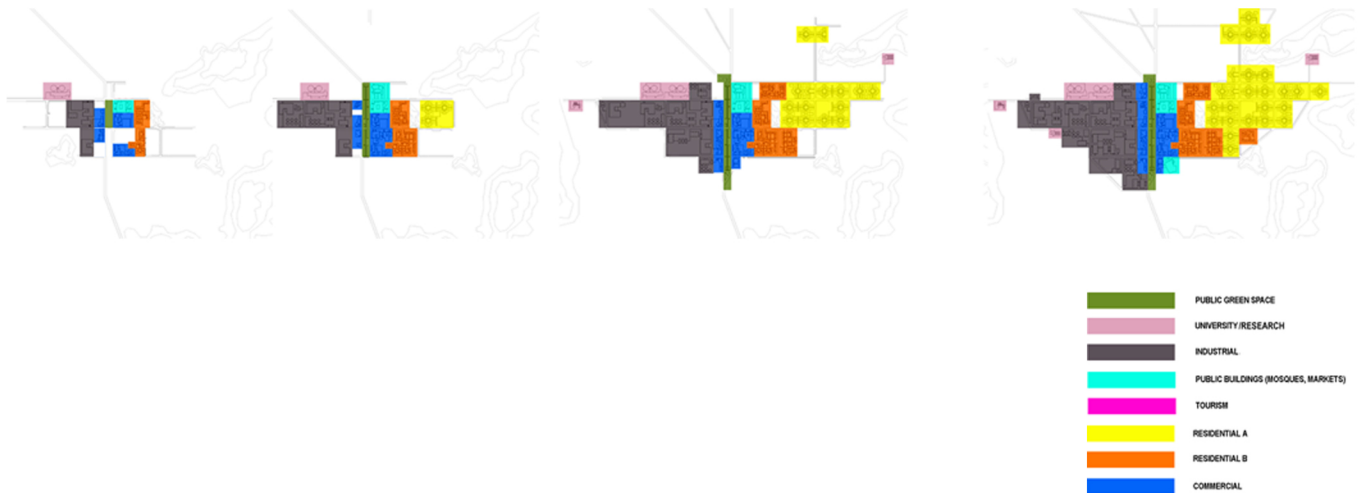 PUBLIC GREEN SPACE
UNIVERSITY/RESEARCH
INDUSTRIAL
PUBLIC BUILDINGS (MOSQUES, MARKETS)
TOURISM
RESIDENTIAL A
RESIDENTIAL B
COMMERCIAL